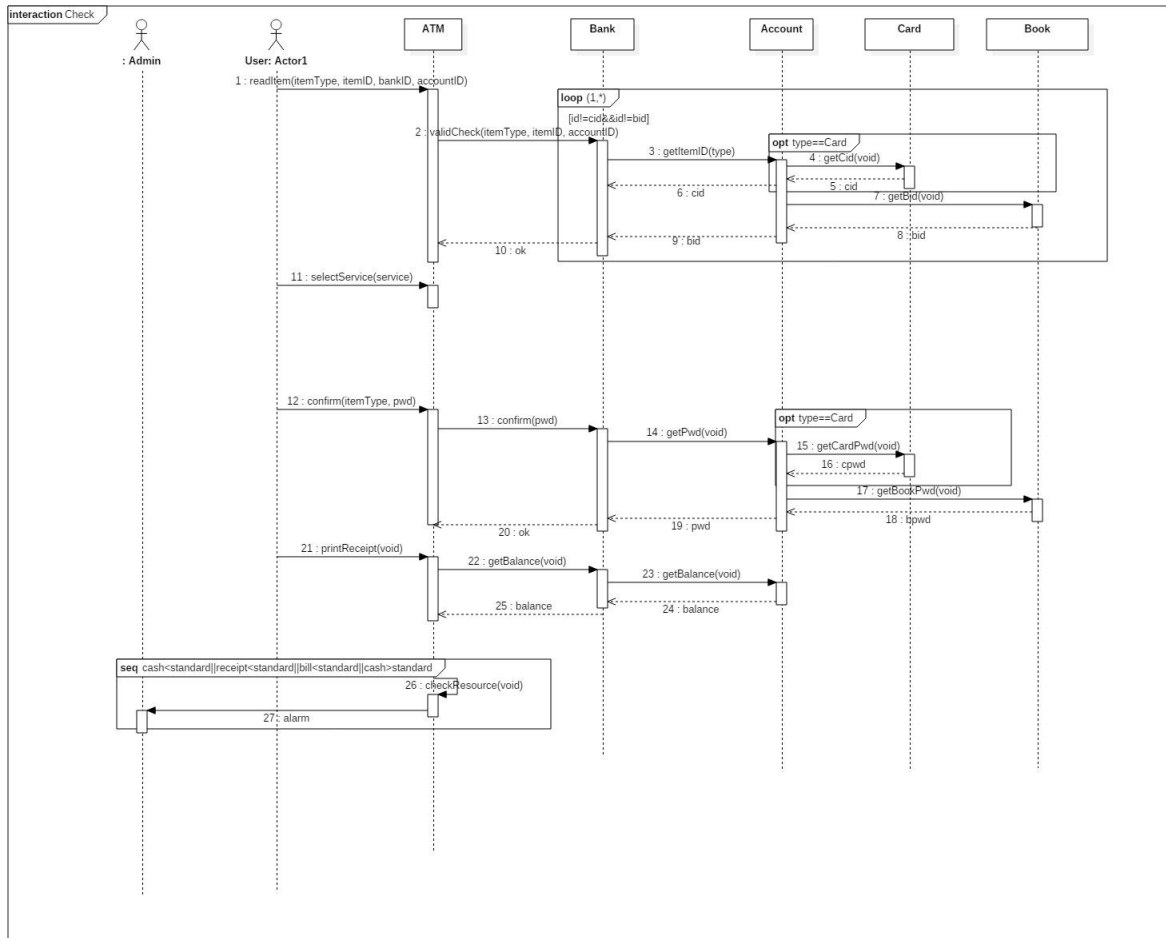 interaction Check
: Admin
User: Actor1
ATM
Bank
Account
Card
Book
1 : readItem(itemType, itemID, bankID, accountID)
loop (1,*)
[id!=cid&&id!=bid]
2 : validCheck(itemType, itemID, accountID)
opt type==Card
3 : getItemID(type)
4 : getCid(void)
5 : cid
6 : cid
7 : getBid(void)
8 : bid
9 : bid
10 : ok
11 : selectService(service)
12 : confirm(itemType, pwd)
opt type==Card
13 : confirm(pwd)
14 : getPwd(void)
15 : getCardPwd(void)
16 : cpwd
17 : getBookPwd(void)
18 : bpwd
19 : pwd
20 : ok
21 : printReceipt(void)
22 : getBalance(void)
23 : getBalance(void)
24 : balance
25 : balance
seq cash<standard||receipt<standard||bill<standard||cash>standard
26 : checkResource(void)
27 : alarm